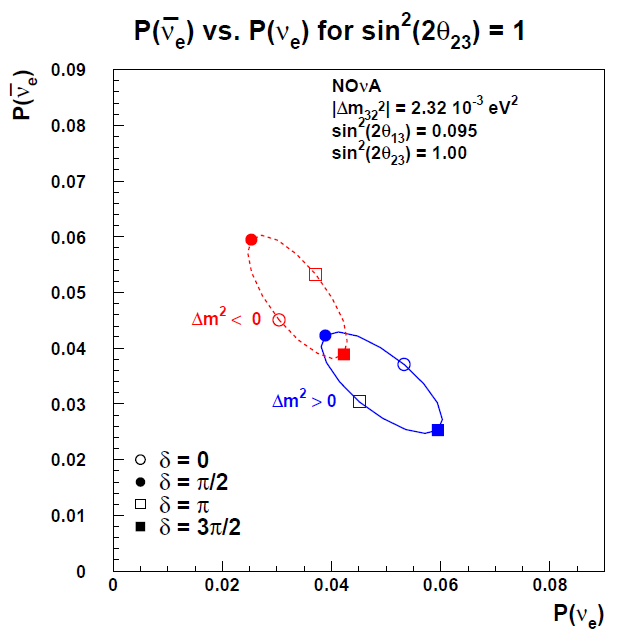 P(ν̅ₑ) vs. P(νₑ) for sin²(2θ₂₃) = 1
P(ν̅ₑ)
0.09
0.08
0.07
0.06
0.05
0.04
0.03
0.02
0.01
0
NOνA
|Δm₃₂²| = 2.32 10⁻³ eV²
sin²(2θ₁₃) = 0.095
sin²(2θ₂₃) = 1.00
Δm² < 0
Δm² > 0
δ = 0
δ = π/2
δ = π
δ = 3π/2
0 0.02 0.04 0.06 0.08
P(νₑ)